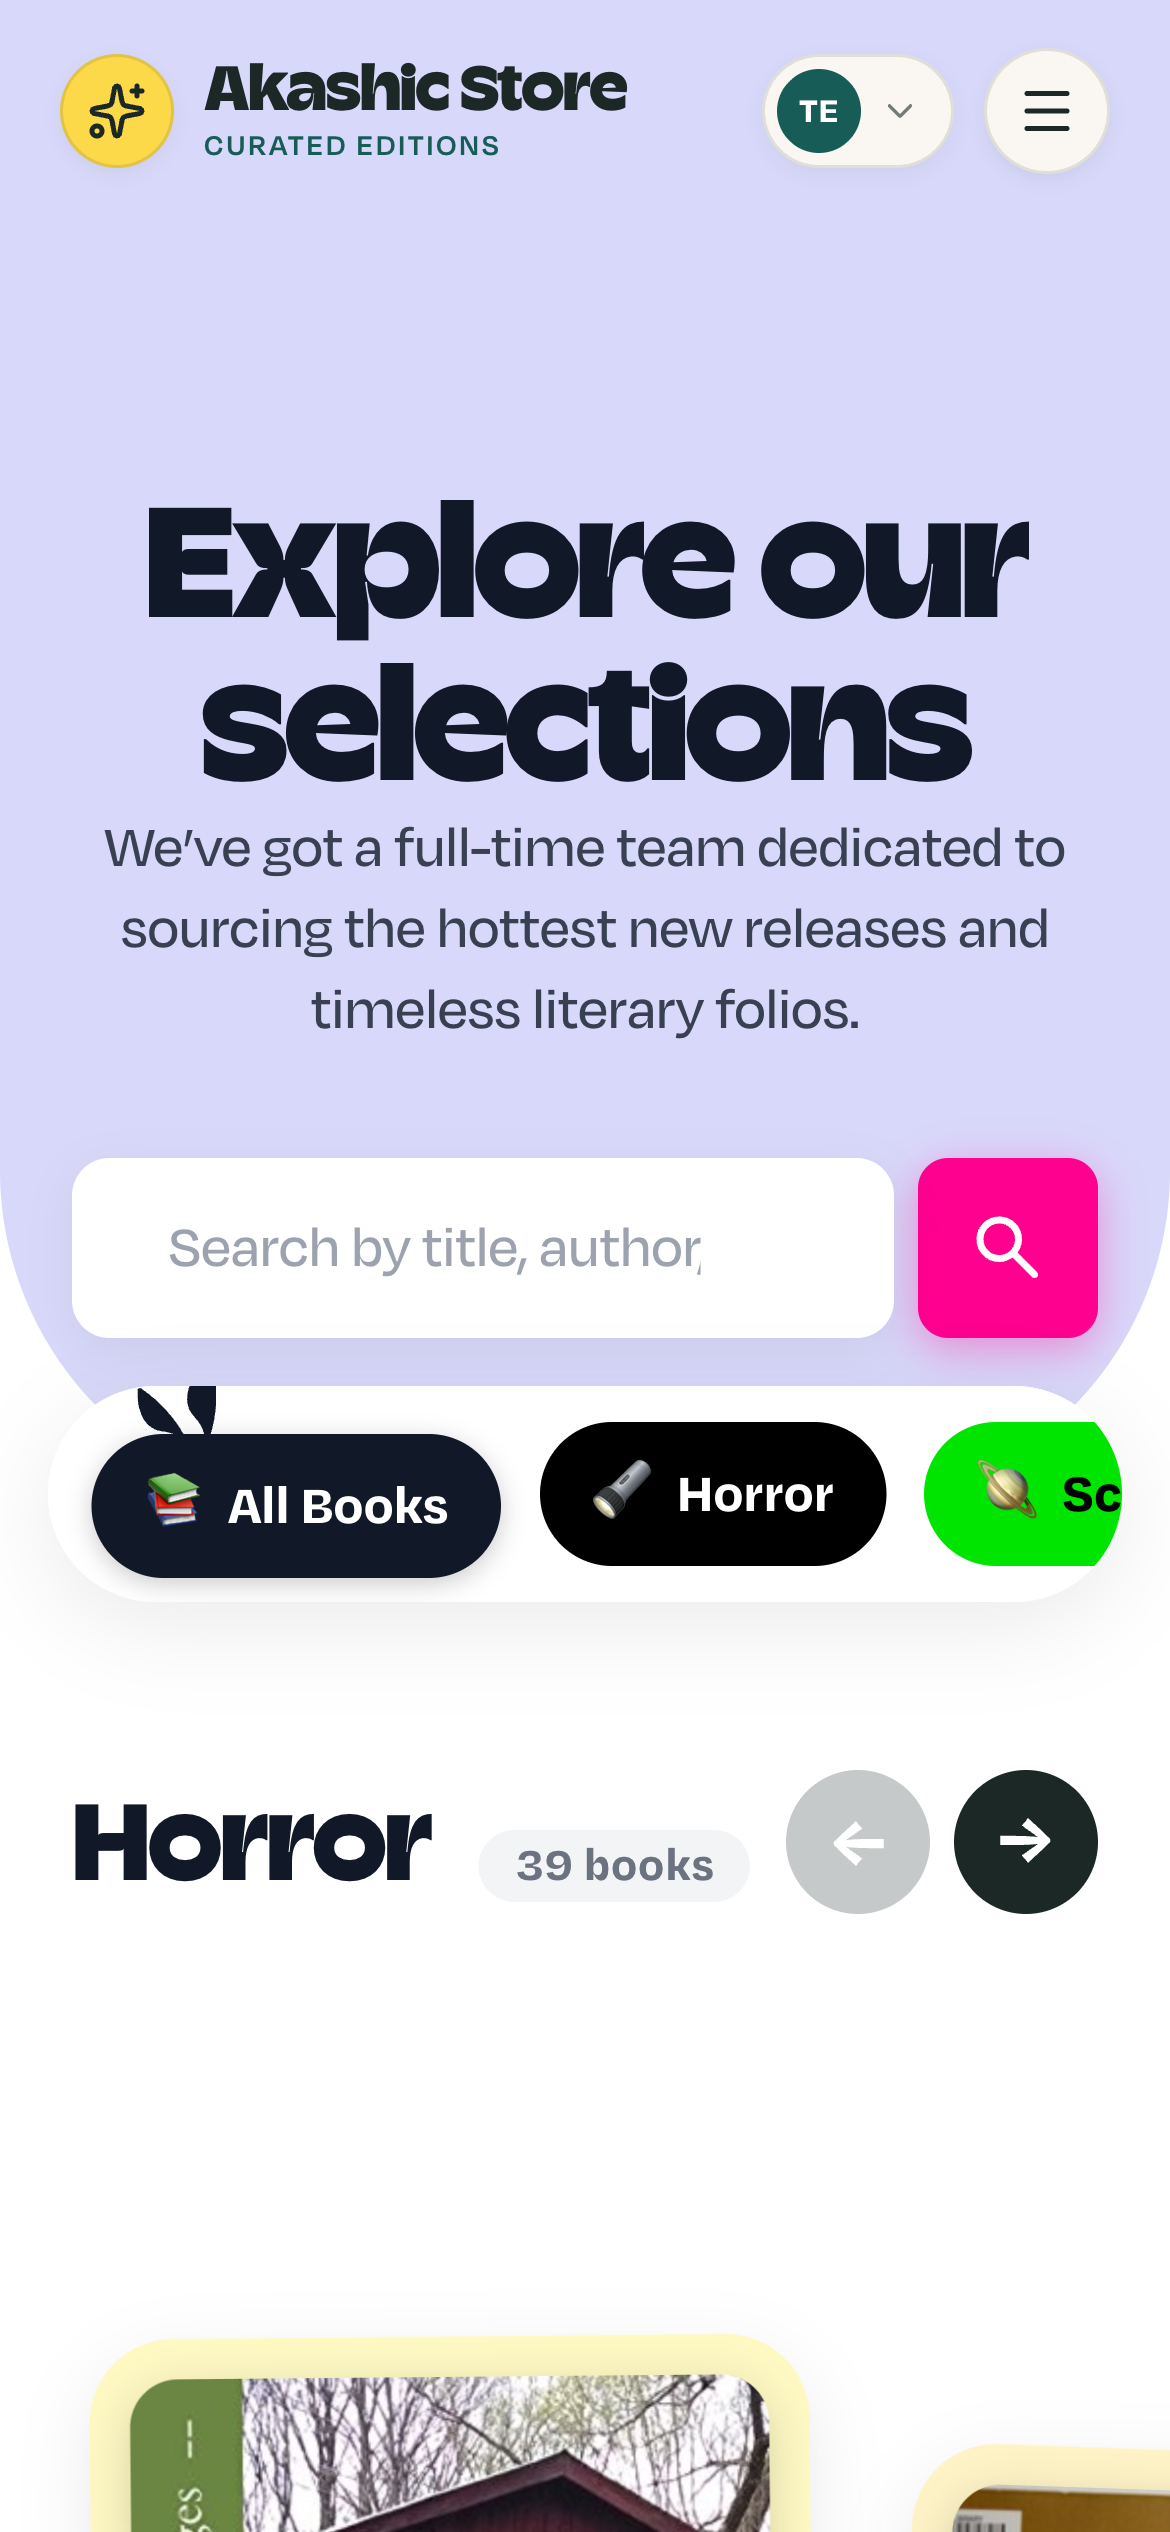 Akashic Store
CURATED EDITIONS
TE
Explore our
selections
We've got a full-time team dedicated to
sourcing the hottest new releases and
timeless literary folios.
Search by title, author,
All Books
Horror
Sc
Horror
39 books